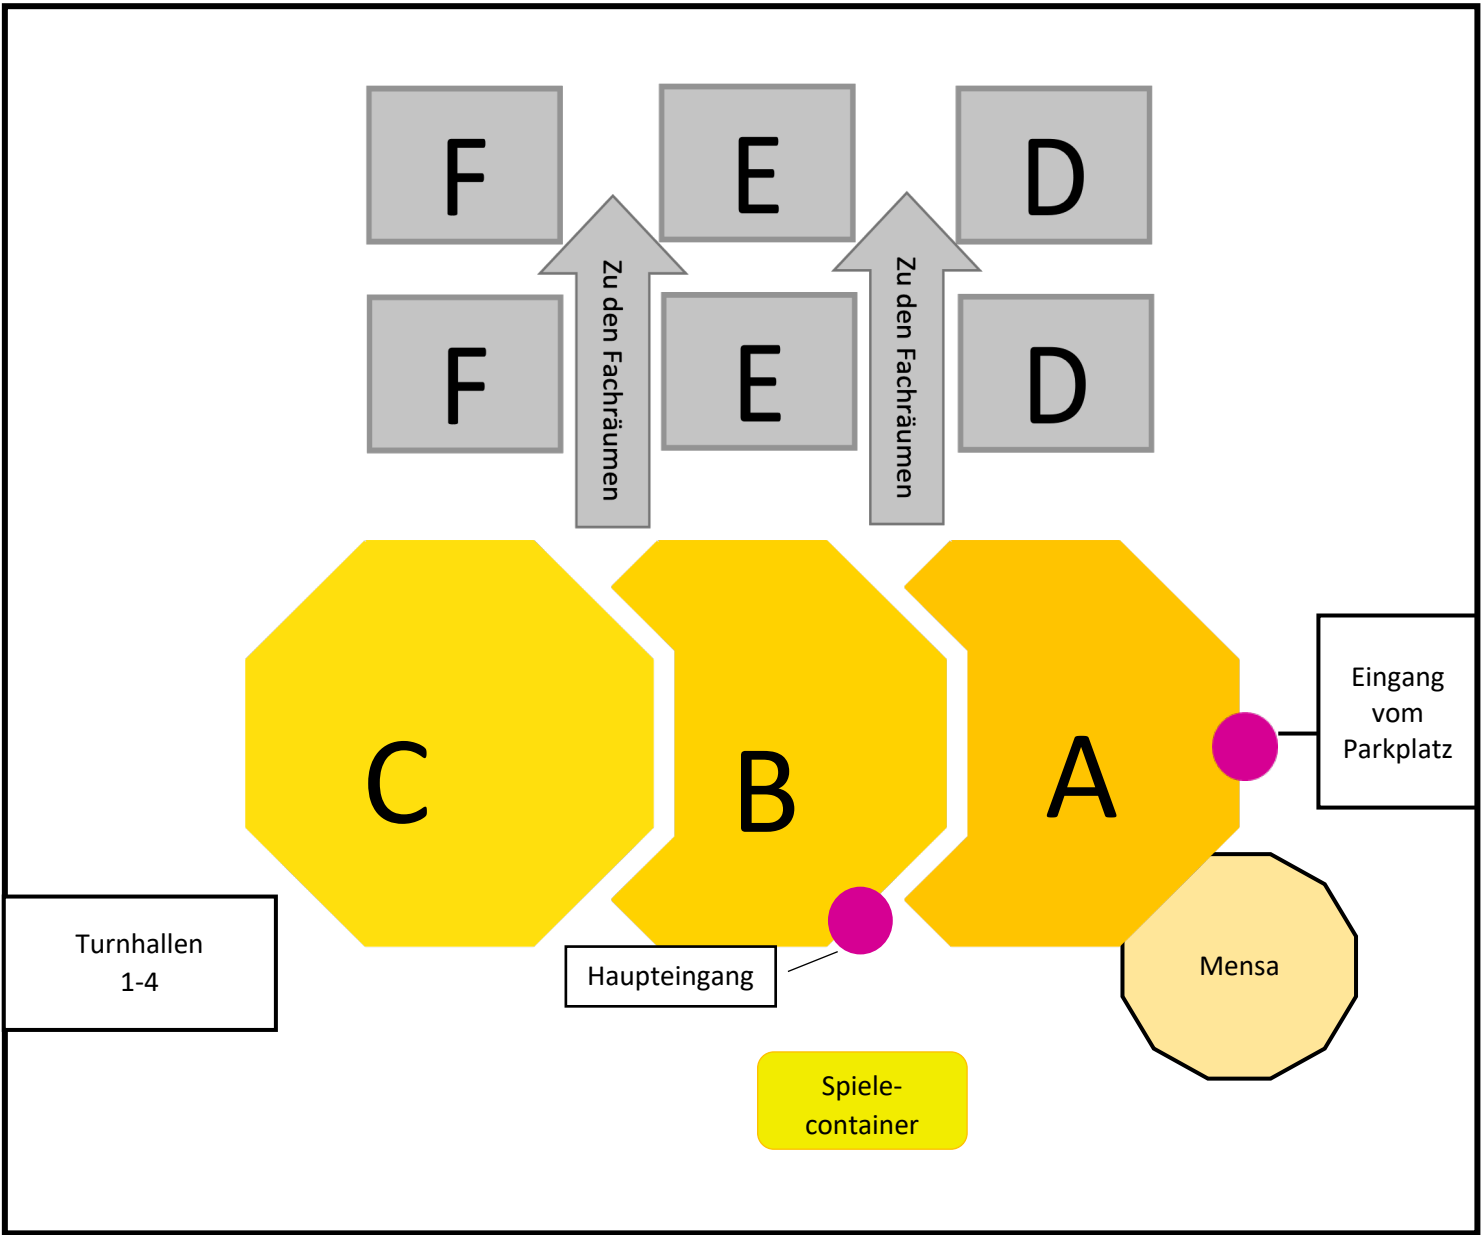 F
E
D
Zu den Fachräumen
Zu den Fachräumen
F
E
D
C
B
A
Eingang
vom
Parkplatz
Turnhallen
1-4
Haupteingang
Mensa
Spiele-
container